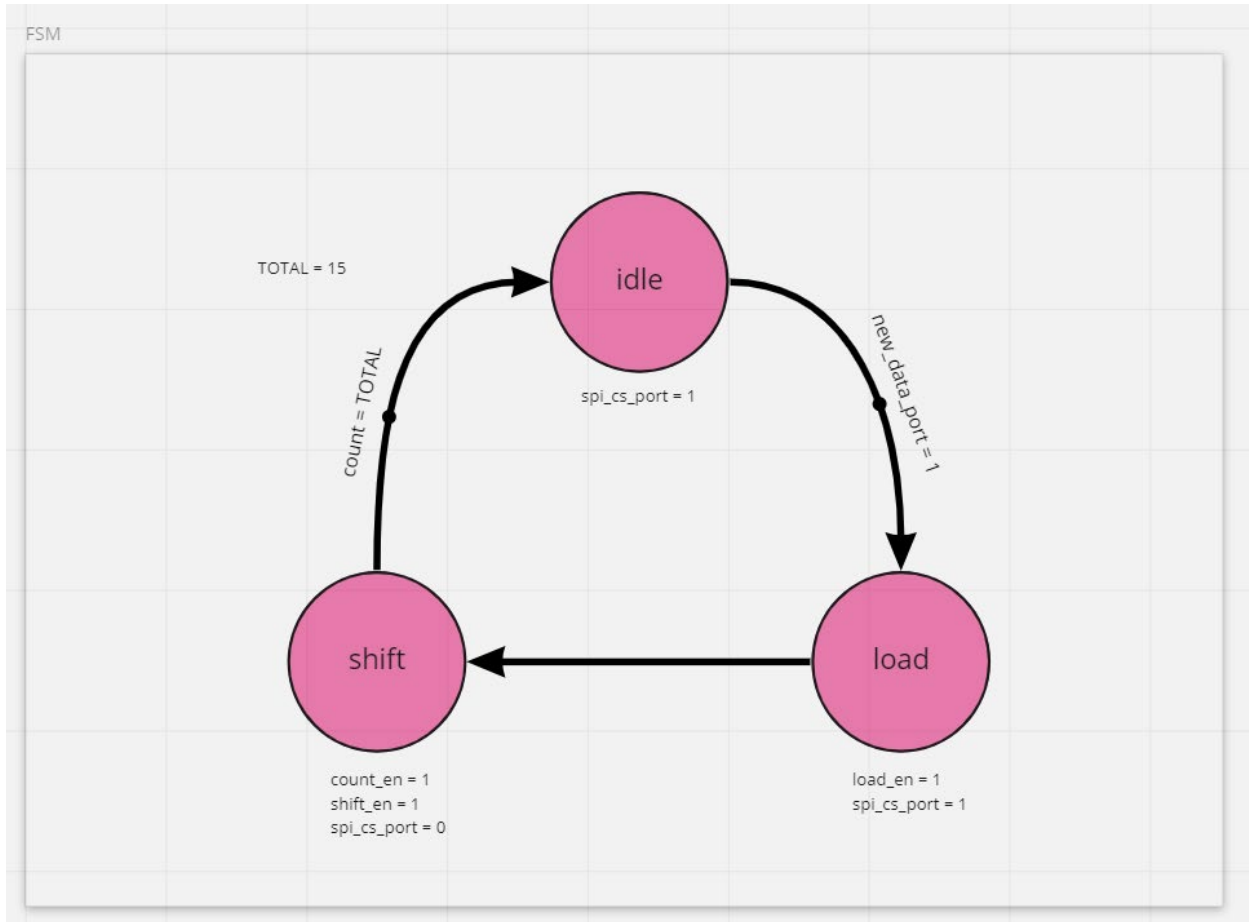 FSM
TOTAL = 15
idle
spi_cs_port = 1
count = TOTAL
new_data_port = 1
shift
count_en = 1
shift_en = 1
spi_cs_port = 0
load
load_en = 1
spi_cs_port = 1